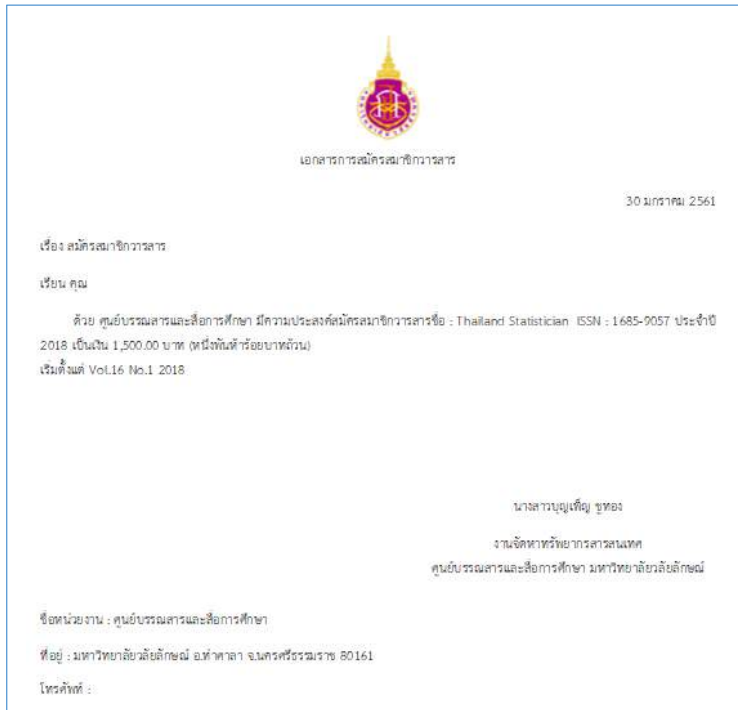 เอกสารการสมัครสมาชิกวารสาร
30 มกราคม 2561
เรื่อง สมัครสมาชิกวารสาร
เรียน คุณ
ด้วย ศูนย์บรรณสารและสื่อการศึกษา มีความประสงค์สมัครสมาชิกวารสารชื่อ : Thailand Statistician ISSN : 1685-9057 ประจำปี
2018 เป็นเงิน 1,500.00 บาท (หนึ่งพันห้าร้อยบาทถ้วน)
เริ่มตั้งแต่ Vol.16 No.1 2018
นางสาวบุญเพ็ญ ชูทอง
งานจัดหาทรัพยากรสารสนเทศ
ศูนย์บรรณสารและสื่อการศึกษา มหาวิทยาลัยวลัยลักษณ์
ชื่อหน่วยงาน : ศูนย์บรรณสารและสื่อการศึกษา
ที่อยู่ : มหาวิทยาลัยวลัยลักษณ์ อ.ท่าศาลา จ.นครศรีธรรมราช 80161
โทรศัพท์ :